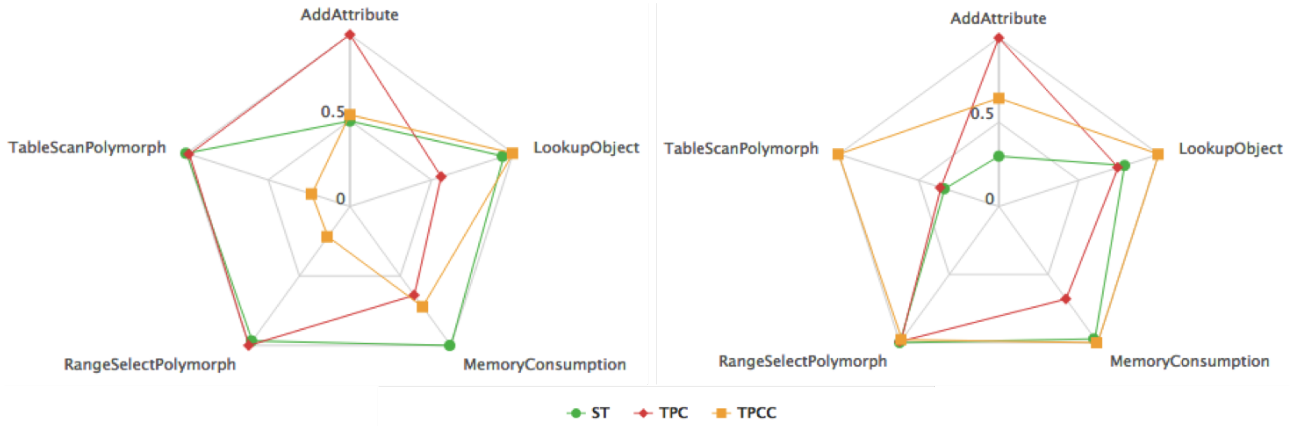 AddAttribute
0.5
TableScanPolymorph
LookupObject
0
RangeSelectPolymorph
MemoryConsumption
AddAttribute
0.5
TableScanPolymorph
LookupObject
0
RangeSelectPolymorph
MemoryConsumption
ST TPC TPCC